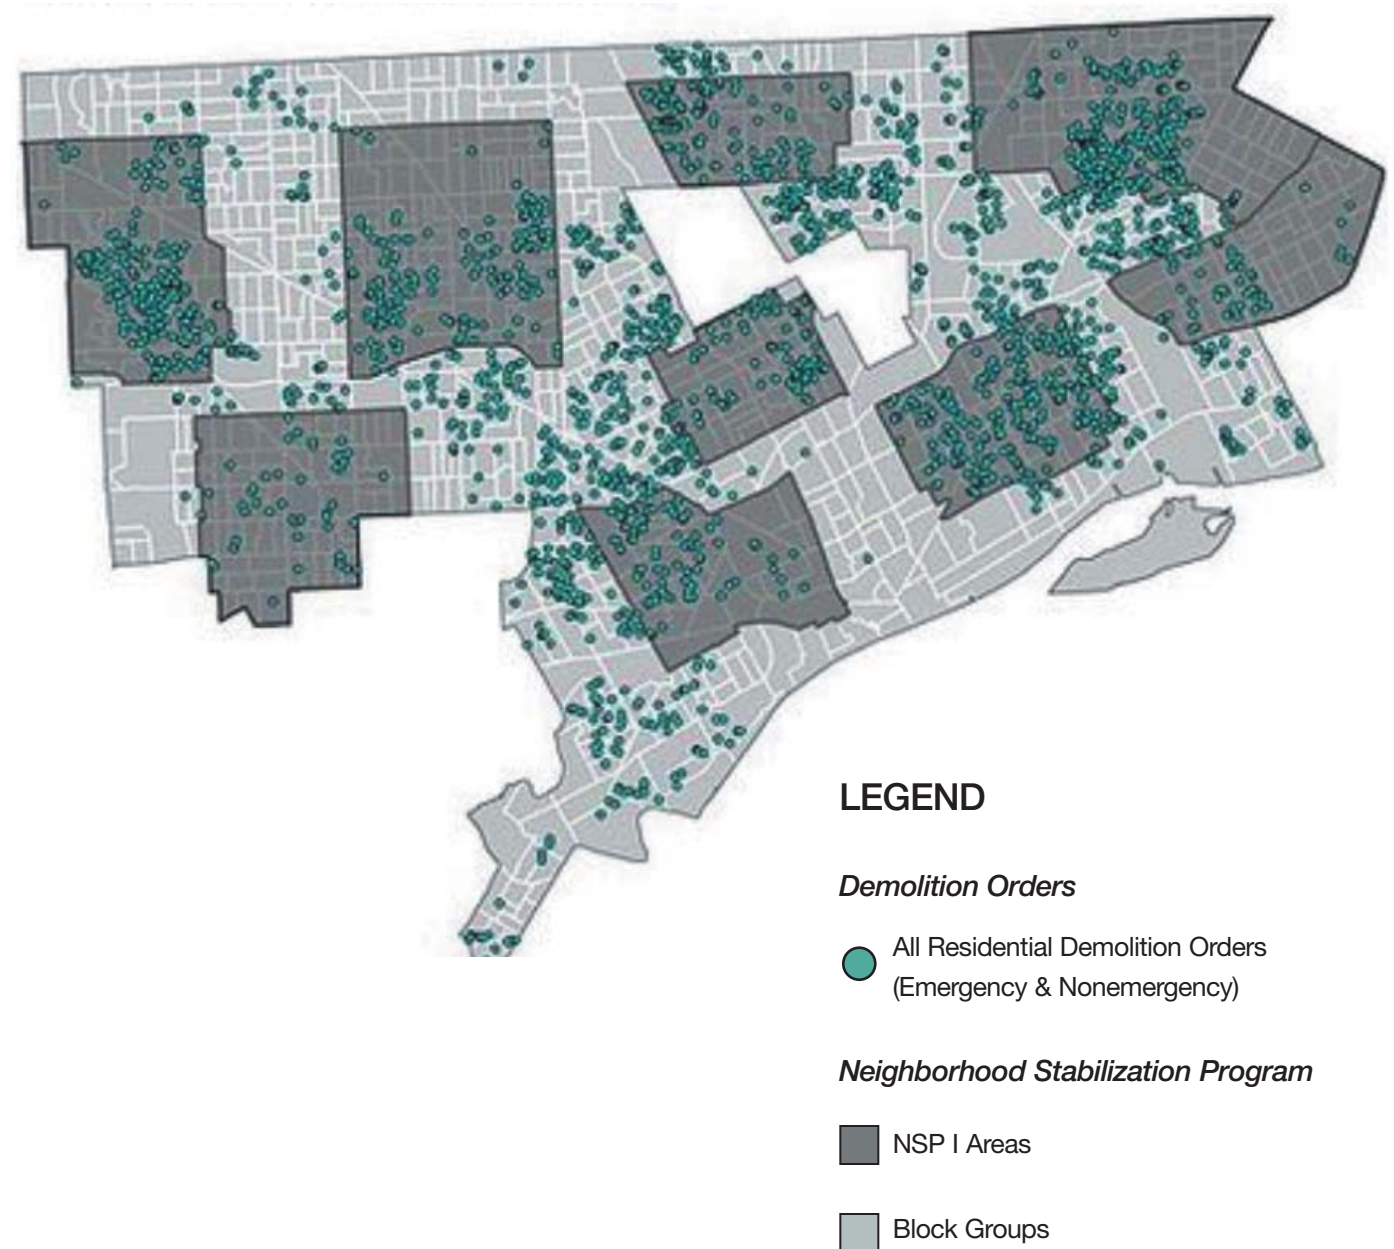 LEGEND
Demolition Orders
All Residential Demolition Orders
(Emergency & Nonemergency)
Neighborhood Stabilization Program
NSP I Areas
Block Groups